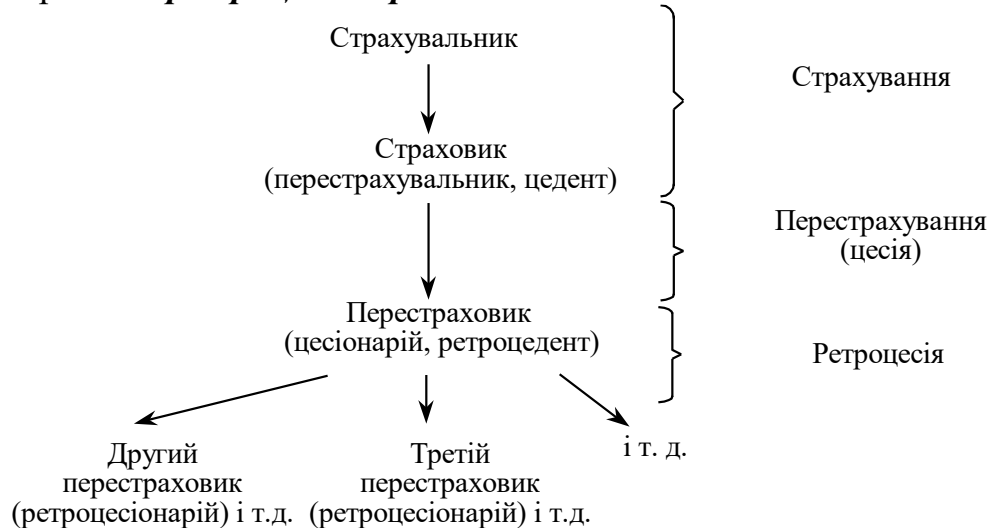 Страхувальник
Страхування
Страховик
(перестрахувальник, цедент)
Перестрахування
(цесія)
Перестраховик
(цесіонарій, ретроцедент)
Ретроцесія
і т. д.
Другий
перестраховик
(ретроцесіонарій) і т.д.
Третій
перестраховик
(ретроцесіонарій) і т.д.